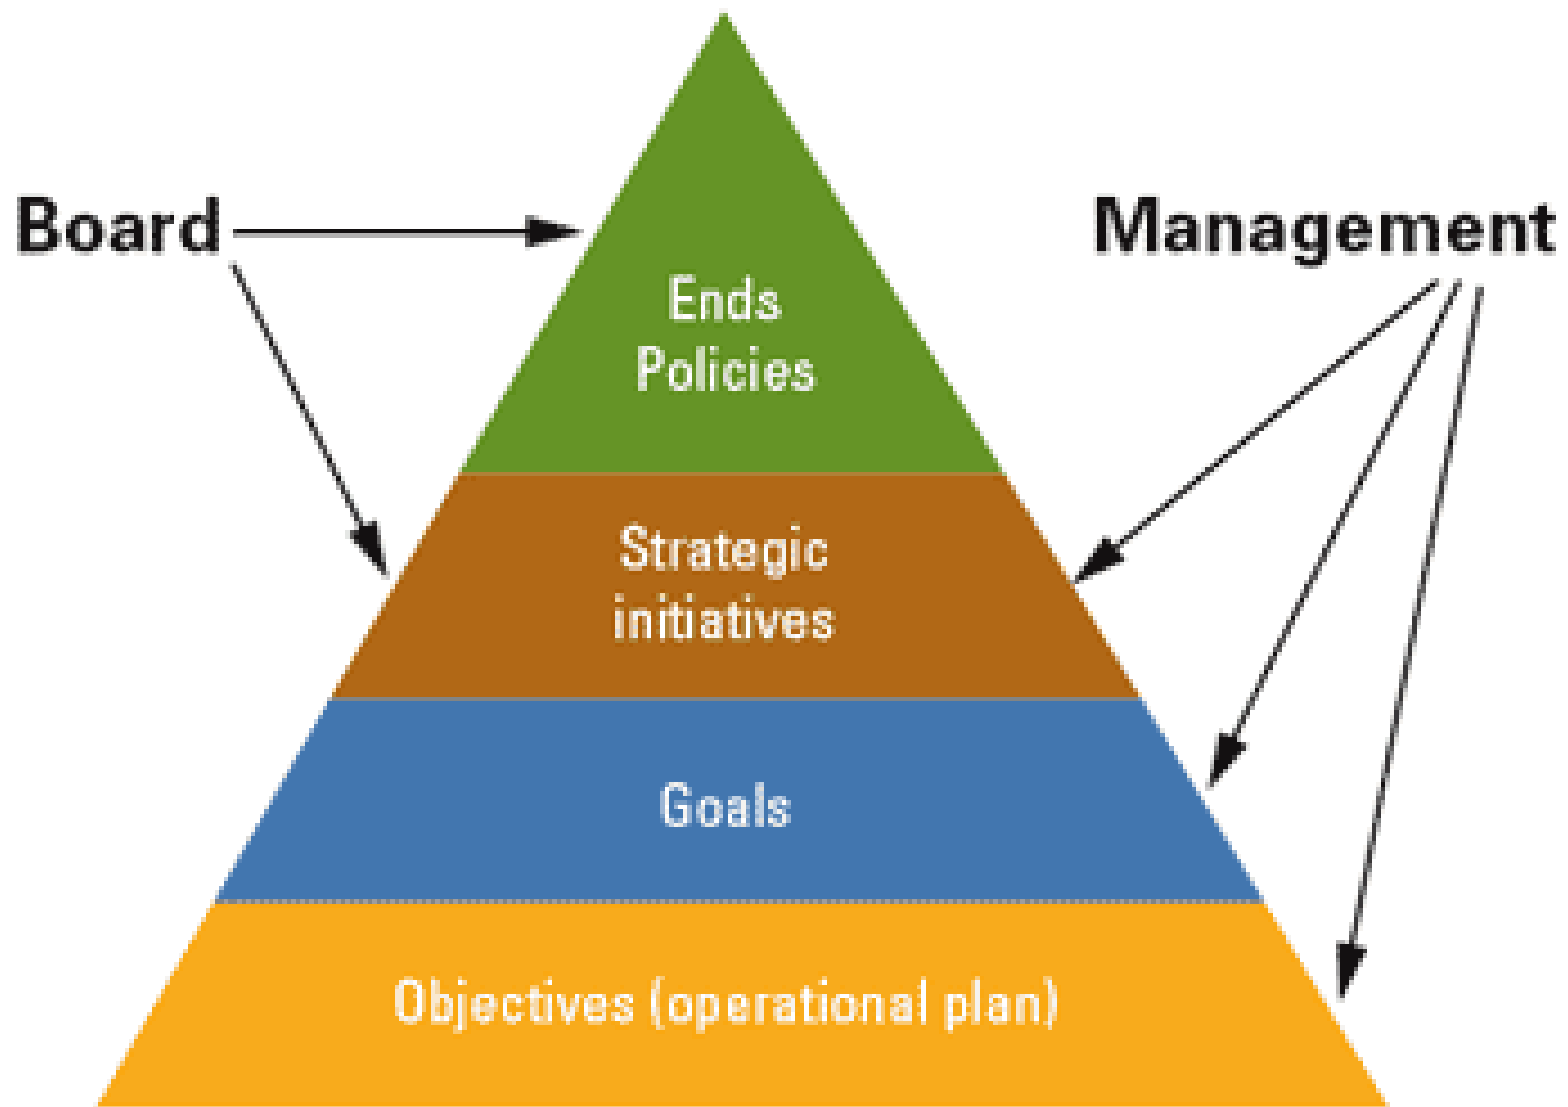 Board
Management
Ends
Policies
Strategic
initiatives
Goals
Objectives (operational plan)